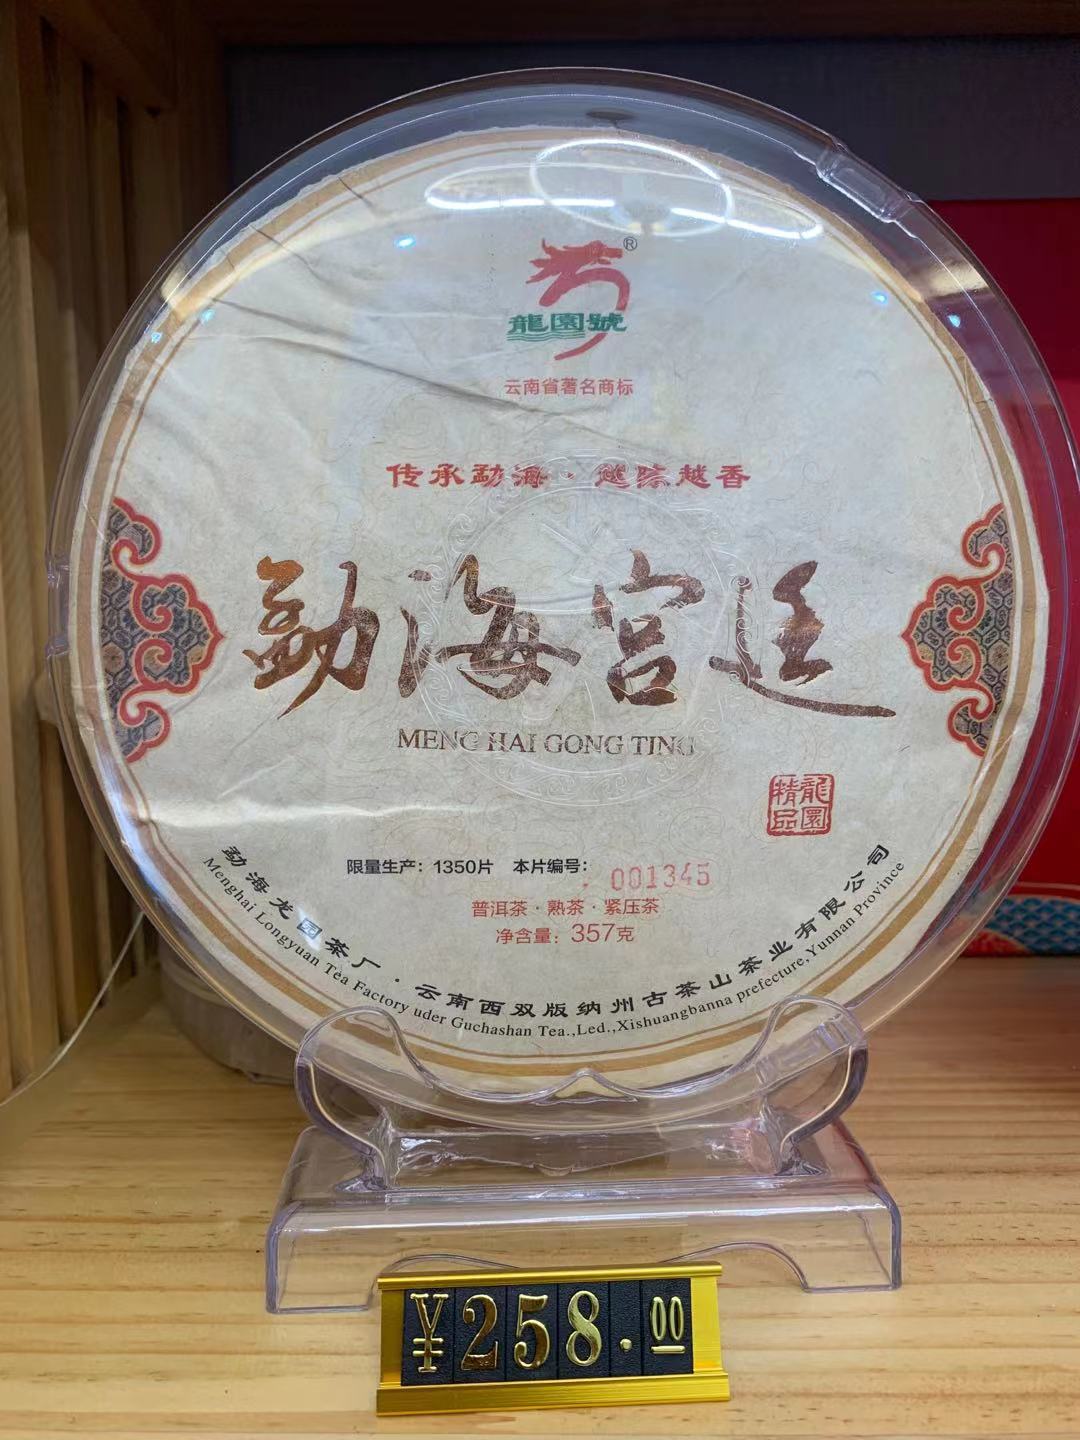 ®
龍園號
云南省著名商标
传承勐海·越陈越香
勐海宫廷
MENG HAI GONG TING
龍園
精品
限量生产：1350片 本片编号：001345
普洱茶·熟茶·紧压茶
净含量：357克
勐海龙园茶厂·云南西双版纳州古茶山茶业有限公司
Menghai Longyuan Tea Factory uder Guchashan Tea.,Led.,Xishuangbanna prefecture,Yunnan Province
¥258.00